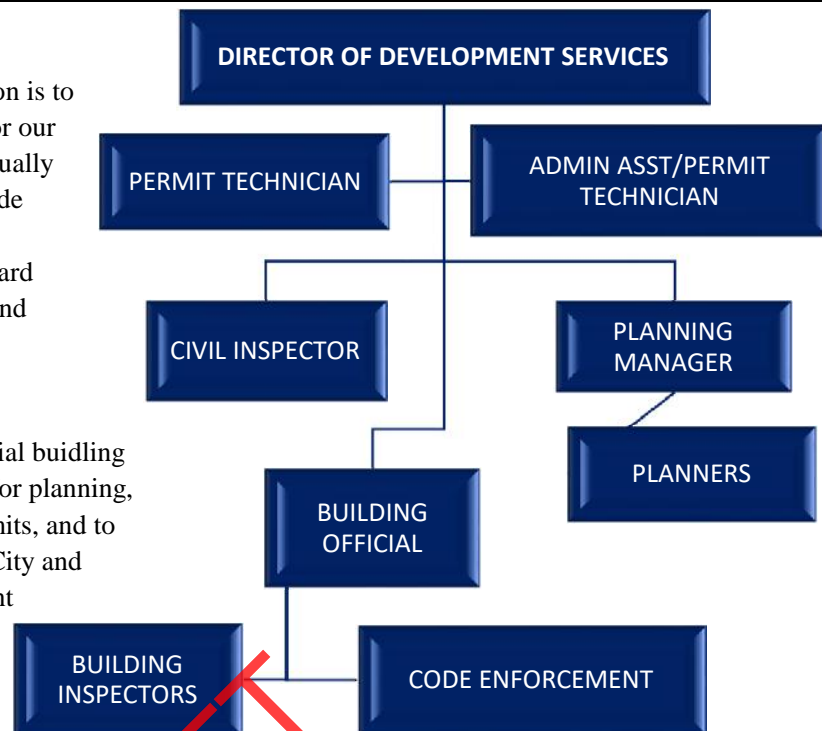 DIRECTOR OF DEVELOPMENT SERVICES
on is to
or our
ually
de
ard
nd
PERMIT TECHNICIAN
ADMIN ASST/PERMIT
TECHNICIAN
CIVIL INSPECTOR
PLANNING
MANAGER
PLANNERS
ial buidling
or planning,
nits, and to
City and
nt
BUILDING
OFFICIAL
BUILDING
INSPECTORS
CODE ENFORCEMENT